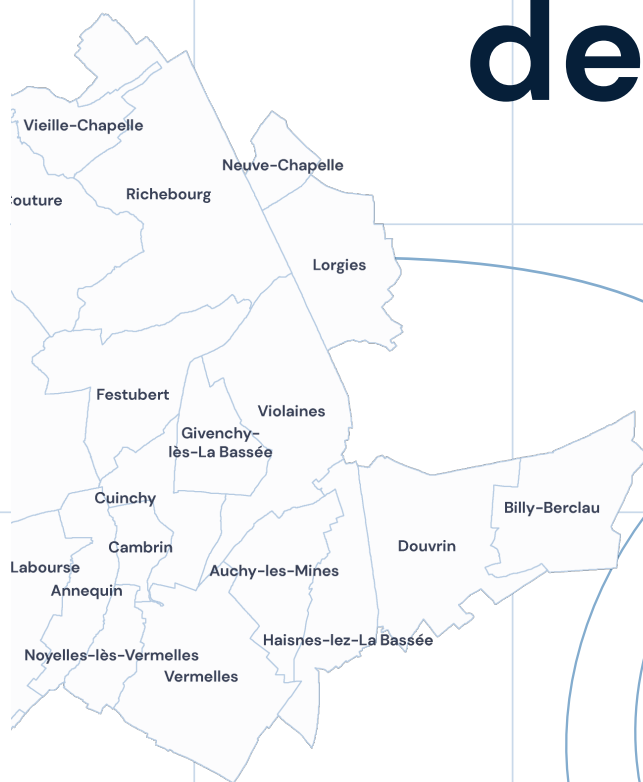 de
Vieille-Chapelle
Neuve-Chapelle
Richebourg
outure
Lorgies
Festubert
Violaines
Givenchy-
lès-La Bassée
Cuinchy
Billy-Berclau
Cambrin
Douvrin
Labourse
Auchy-les-Mines
Annequin
Haisnes-lez-La Bassée
Noyelles-lès-Vermelles
Vermelles